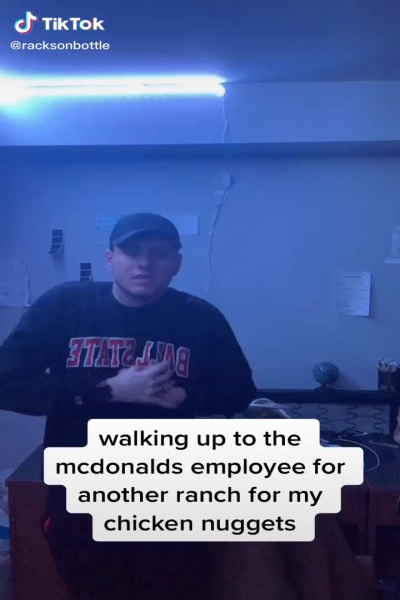 TikTok
@racksonbottle
BALL STATE
walking up to the
mcdonalds employee for
another ranch for my
chicken nuggets